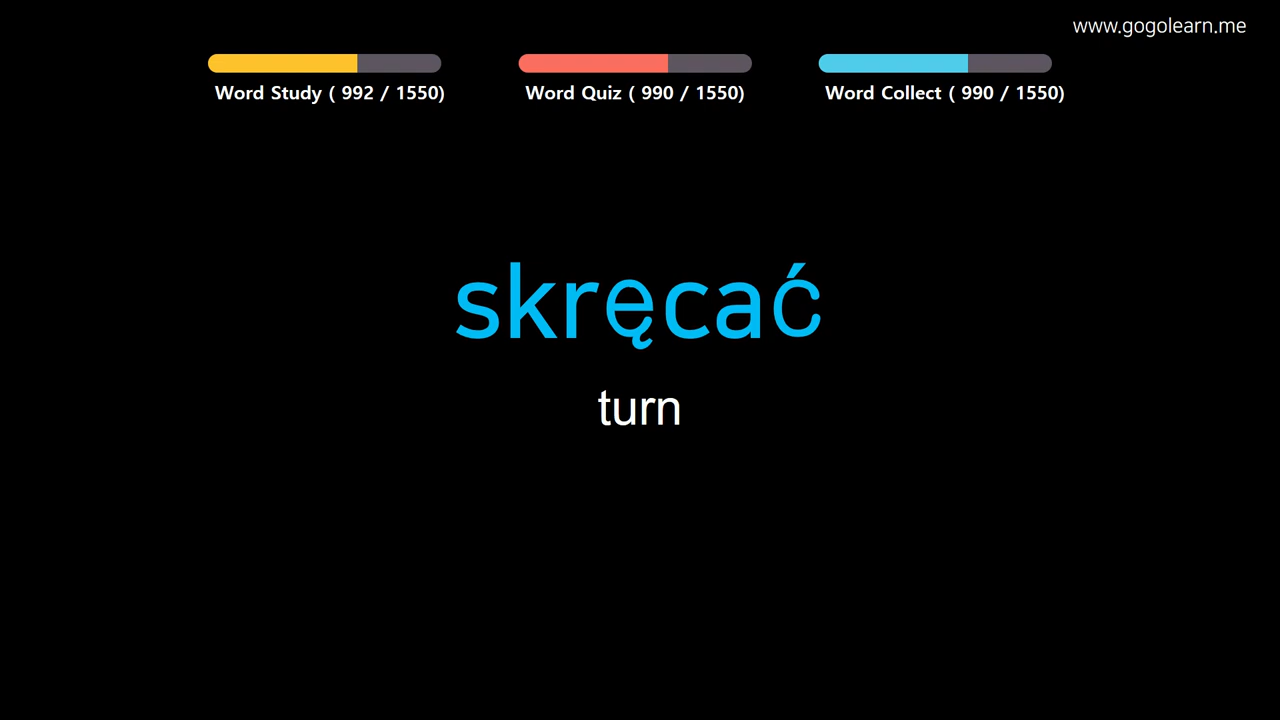 www.gogolearn.me
Word Study ( 992 / 1550)
Word Quiz ( 990 / 1550)
Word Collect ( 990 / 1550)
skręcać
turn